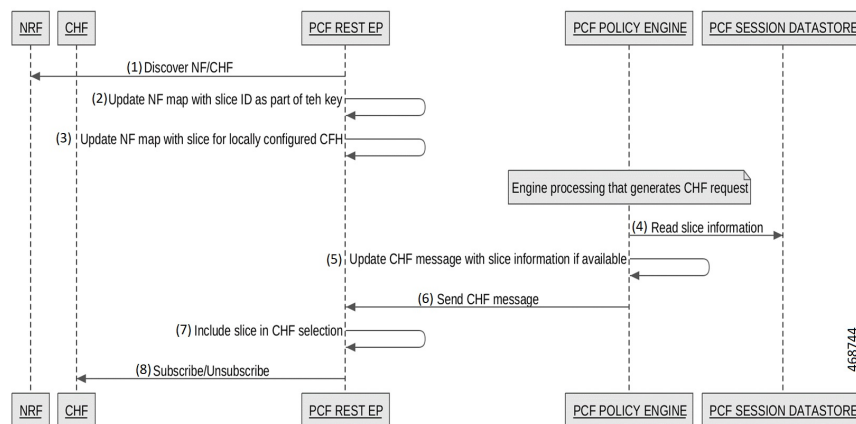 NRF
CHF
PCF REST EP
PCF POLICY ENGINE
PCF SESSION DATASTORE
(1) Discover NF/CHF
(2) Update NF map with slice ID as part of teh key
(3) Update NF map with slice for locally configured CFH
Engine processing that generates CHF request
(4) Read slice information
(5) Update CHF message with slice information if available
(6) Send CHF message
(7) Include slice in CHF selection
(8) Subscribe/Unsubscribe
468744
NRF
CHF
PCF REST EP
PCF POLICY ENGINE
PCF SESSION DATASTORE